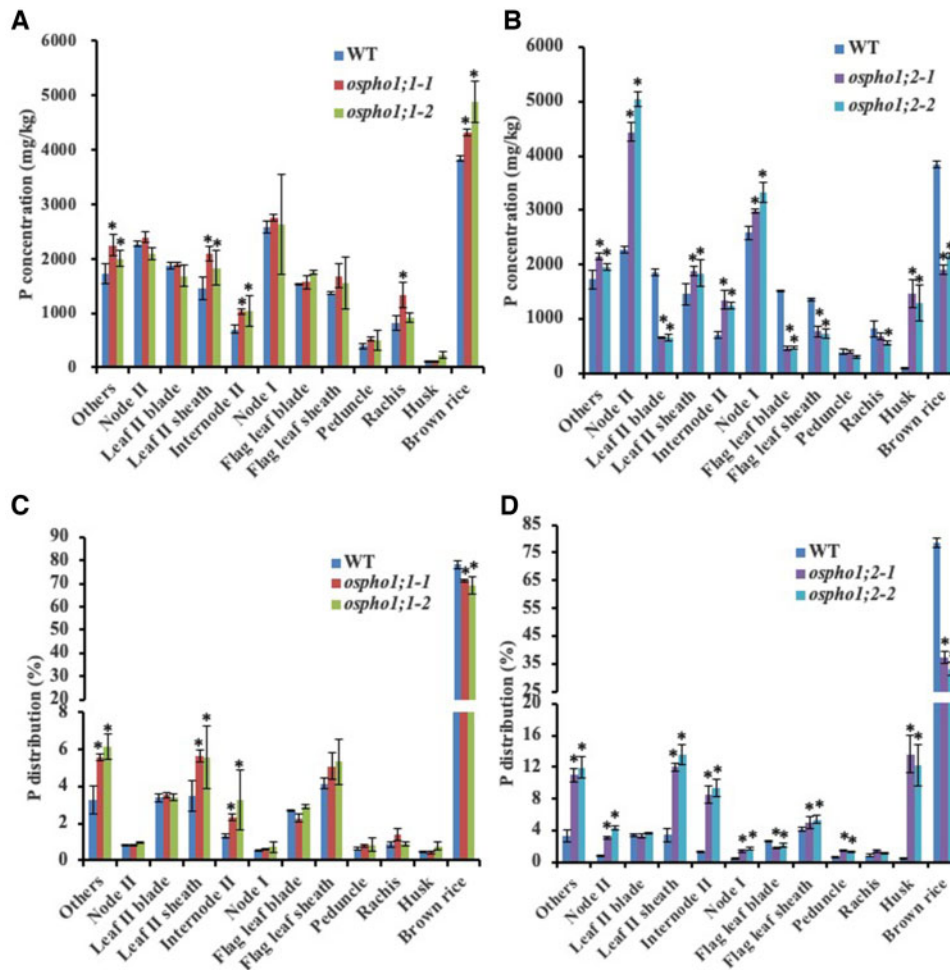 A
P concentration (mg/kg)
6000
5000
4000
3000
2000
1000
0
WT
ospho1;1-1
ospho1;1-2
* * * * * * * * *
Others
Node II
Leaf II blade
Leaf II sheath
Internode II
Node I
Flag leaf blade
Flag leaf sheath
Peduncle
Rachis
Husk
Brown rice
B
P concentration (mg/kg)
6000
5000
4000
3000
2000
1000
0
WT
ospho1;2-1
ospho1;2-2
* * * * * * * * * * * * * * * * * * * * *
Others
Node II
Leaf II blade
Leaf II sheath
Internode II
Node I
Flag leaf blade
Flag leaf sheath
Peduncle
Rachis
Husk
Brown rice
C
P distribution (%)
100
90
80
70
60
50
40
30
20
8
6
4
2
0
WT
ospho1;1-1
ospho1;1-2
* * * * * * * *
Others
Node II
Leaf II blade
Leaf II sheath
Internode II
Node I
Flag leaf blade
Flag leaf sheath
Peduncle
Rachis
Husk
Brown rice
D
P distribution (%)
85
75
65
55
45
35
25
20
16
12
8
4
0
WT
ospho1;2-1
ospho1;2-2
* * * * * * * * * * * * * * * * * * *
Others
Node II
Leaf II blade
Leaf II sheath
Internode II
Node I
Flag leaf blade
Flag leaf sheath
Peduncle
Rachis
Husk
Brown rice